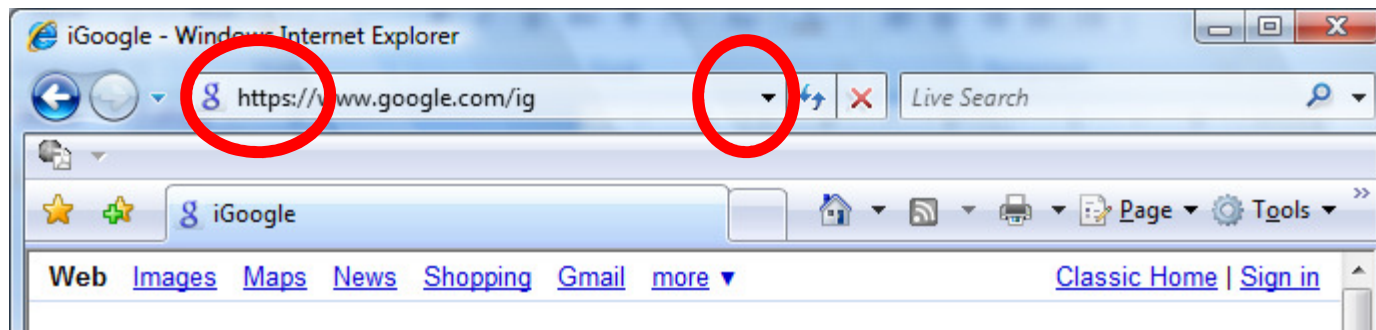 iGoogle - Windows Internet Explorer
https://www.google.com/ig Live Search
iGoogle Page Tools »
Web Images Maps News Shopping Gmail more ▼ Classic Home | Sign in